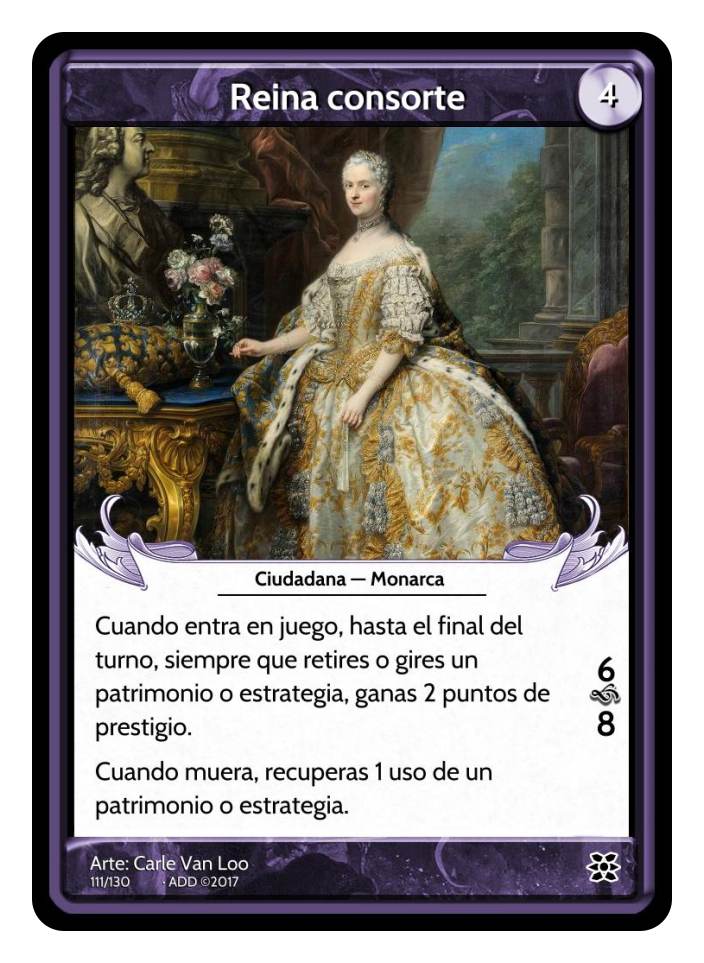 Reina consorte
4
Ciudadana — Monarca
Cuando entra en juego, hasta el final del
turno, siempre que retires o gires un
patrimonio o estrategia, ganas 2 puntos de
prestigio.
Cuando muera, recuperas 1 uso de un
patrimonio o estrategia.
6
8
Arte: Carle Van Loo
111/130 · ADD ©2017